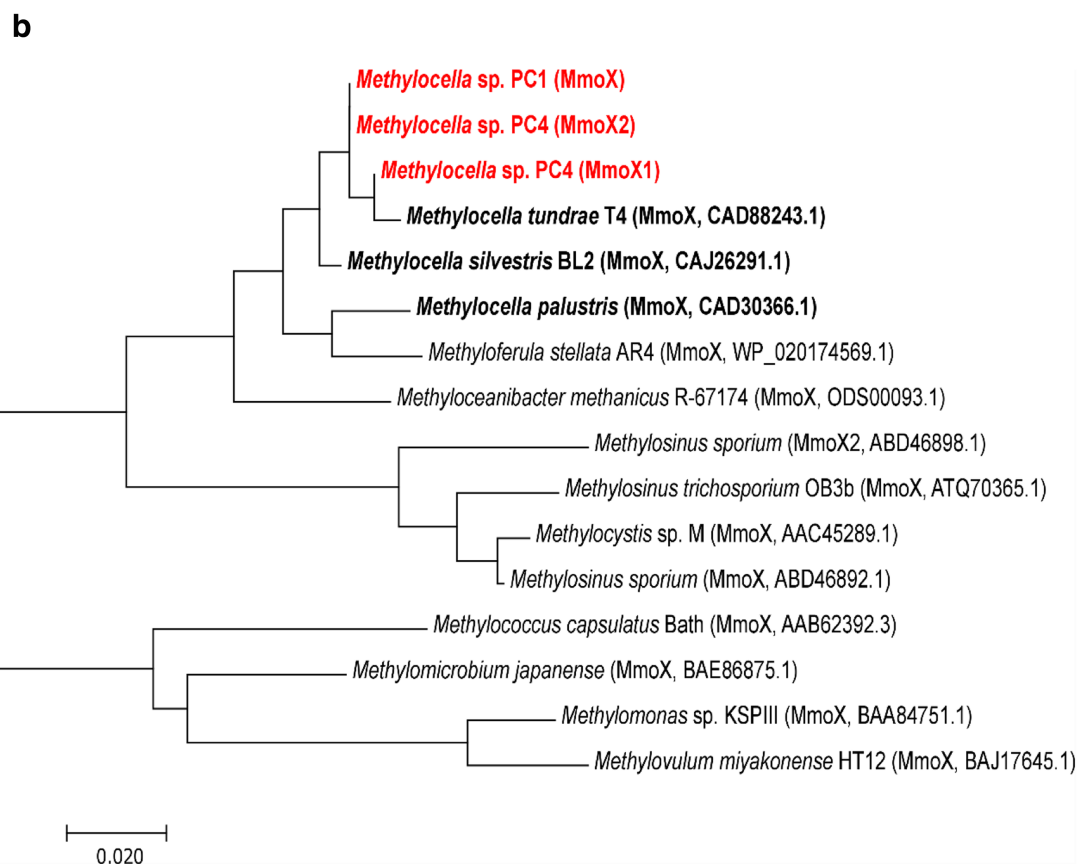 b
Methylocella sp. PC1 (MmoX)
Methylocella sp. PC4 (MmoX2)
Methylocella sp. PC4 (MmoX1)
Methylocella tundrae T4 (MmoX, CAD88243.1)
Methylocella silvestris BL2 (MmoX, CAJ26291.1)
Methylocella palustris (MmoX, CAD30366.1)
Methyloferula stellata AR4 (MmoX, WP_020174569.1)
Methyloceanibacter methanicus R-67174 (MmoX, ODS00093.1)
Methylosinus sporium (MmoX2, ABD46898.1)
Methylosinus trichosporium OB3b (MmoX, ATQ70365.1)
Methylocystis sp. M (MmoX, AAC45289.1)
Methylosinus sporium (MmoX, ABD46892.1)
Methylococcus capsulatus Bath (MmoX, AAB62392.3)
Methylomicrobium japanense (MmoX, BAE86875.1)
Methylomonas sp. KSPIII (MmoX, BAA84751.1)
Methylovulum miyakonense HT12 (MmoX, BAJ17645.1)
0.020